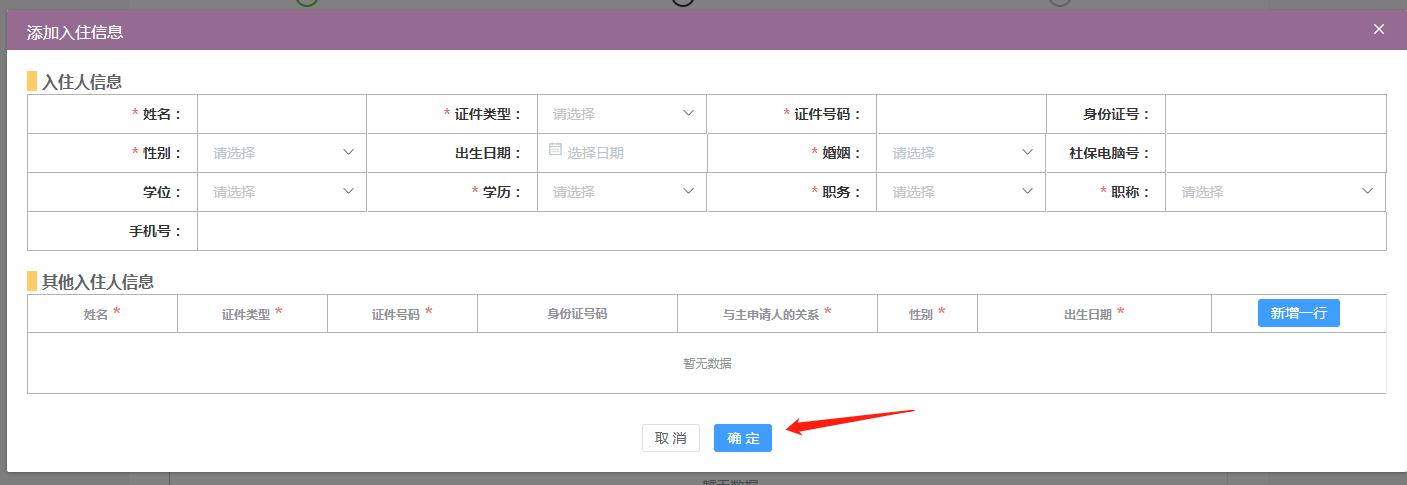 添加入住信息
入住人信息
* 姓名： * 证件类型： 请选择 * 证件号码： 身份证号：
* 性别： 请选择 出生日期： 选择日期 * 婚姻： 请选择 社保电脑号：
学位： 请选择 * 学历： 请选择 * 职务： 请选择 * 职称： 请选择
手机号：
其他入住人信息
姓名 * 证件类型 * 证件号码 * 身份证号码 与主申请人的关系 * 性别 * 出生日期 * 新增一行
暂无数据
取消 确定
暂无数据